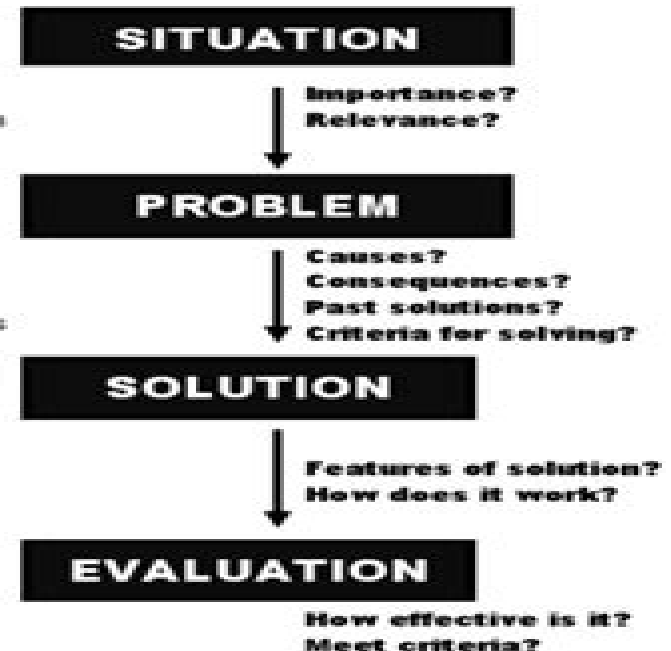 SITUATION
Importance?
Relevance?
PROBLEM
Causes?
Consequences?
Past solutions?
Criteria for solving?
SOLUTION
Features of solution?
How does it work?
EVALUATION
How effective is it?
Meet criteria?